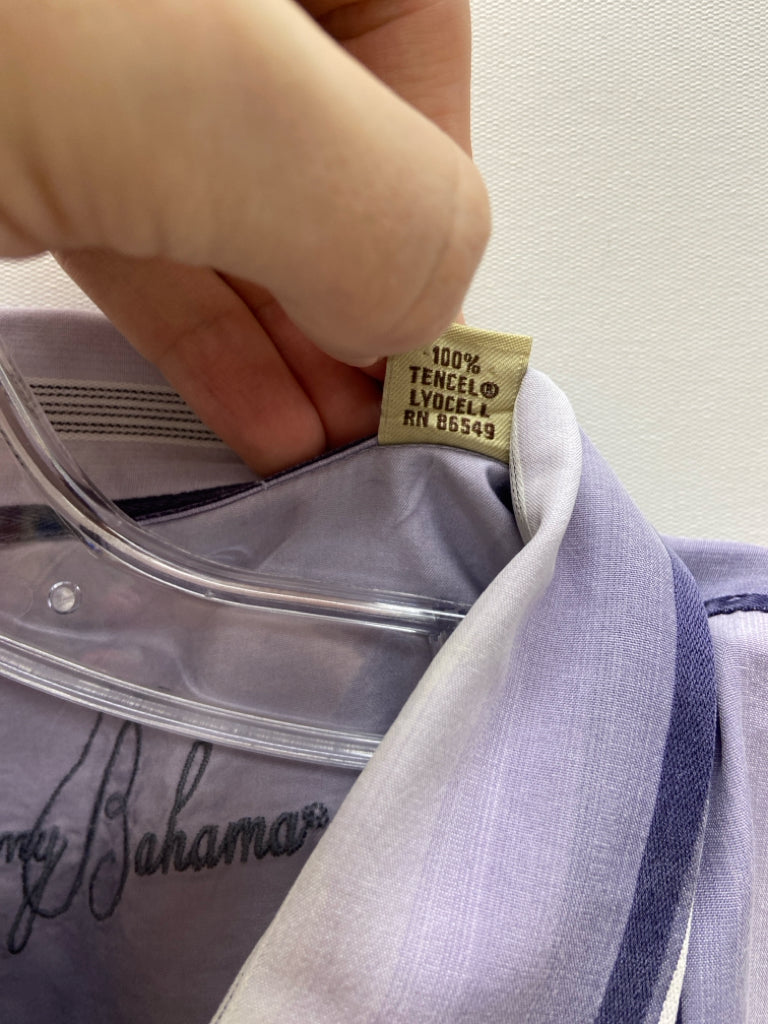 100%
TENCEL®
LYOCELL
RN 86549
Bahama®